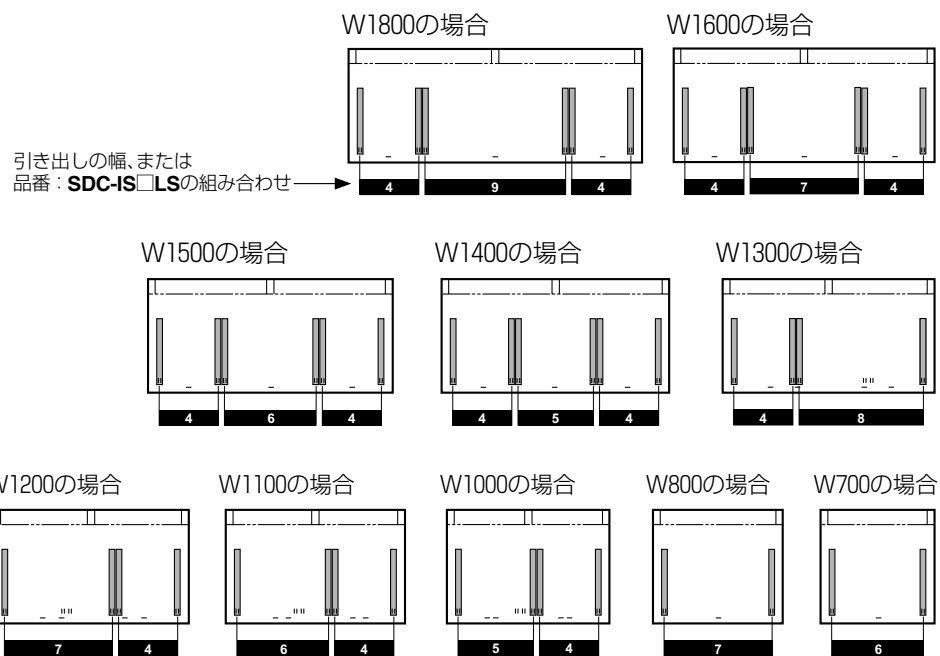 W1800の場合
W1600の場合
引き出しの幅、または
品番：SDC-IS□LSの組み合わせ
4 9 4
4 7 4
W1500の場合
W1400の場合
W1300の場合
4 6 4
4 5 4
4 8
W1200の場合
W1100の場合
W1000の場合
W800の場合
W700の場合
7 4
6 4
5 4
7
6